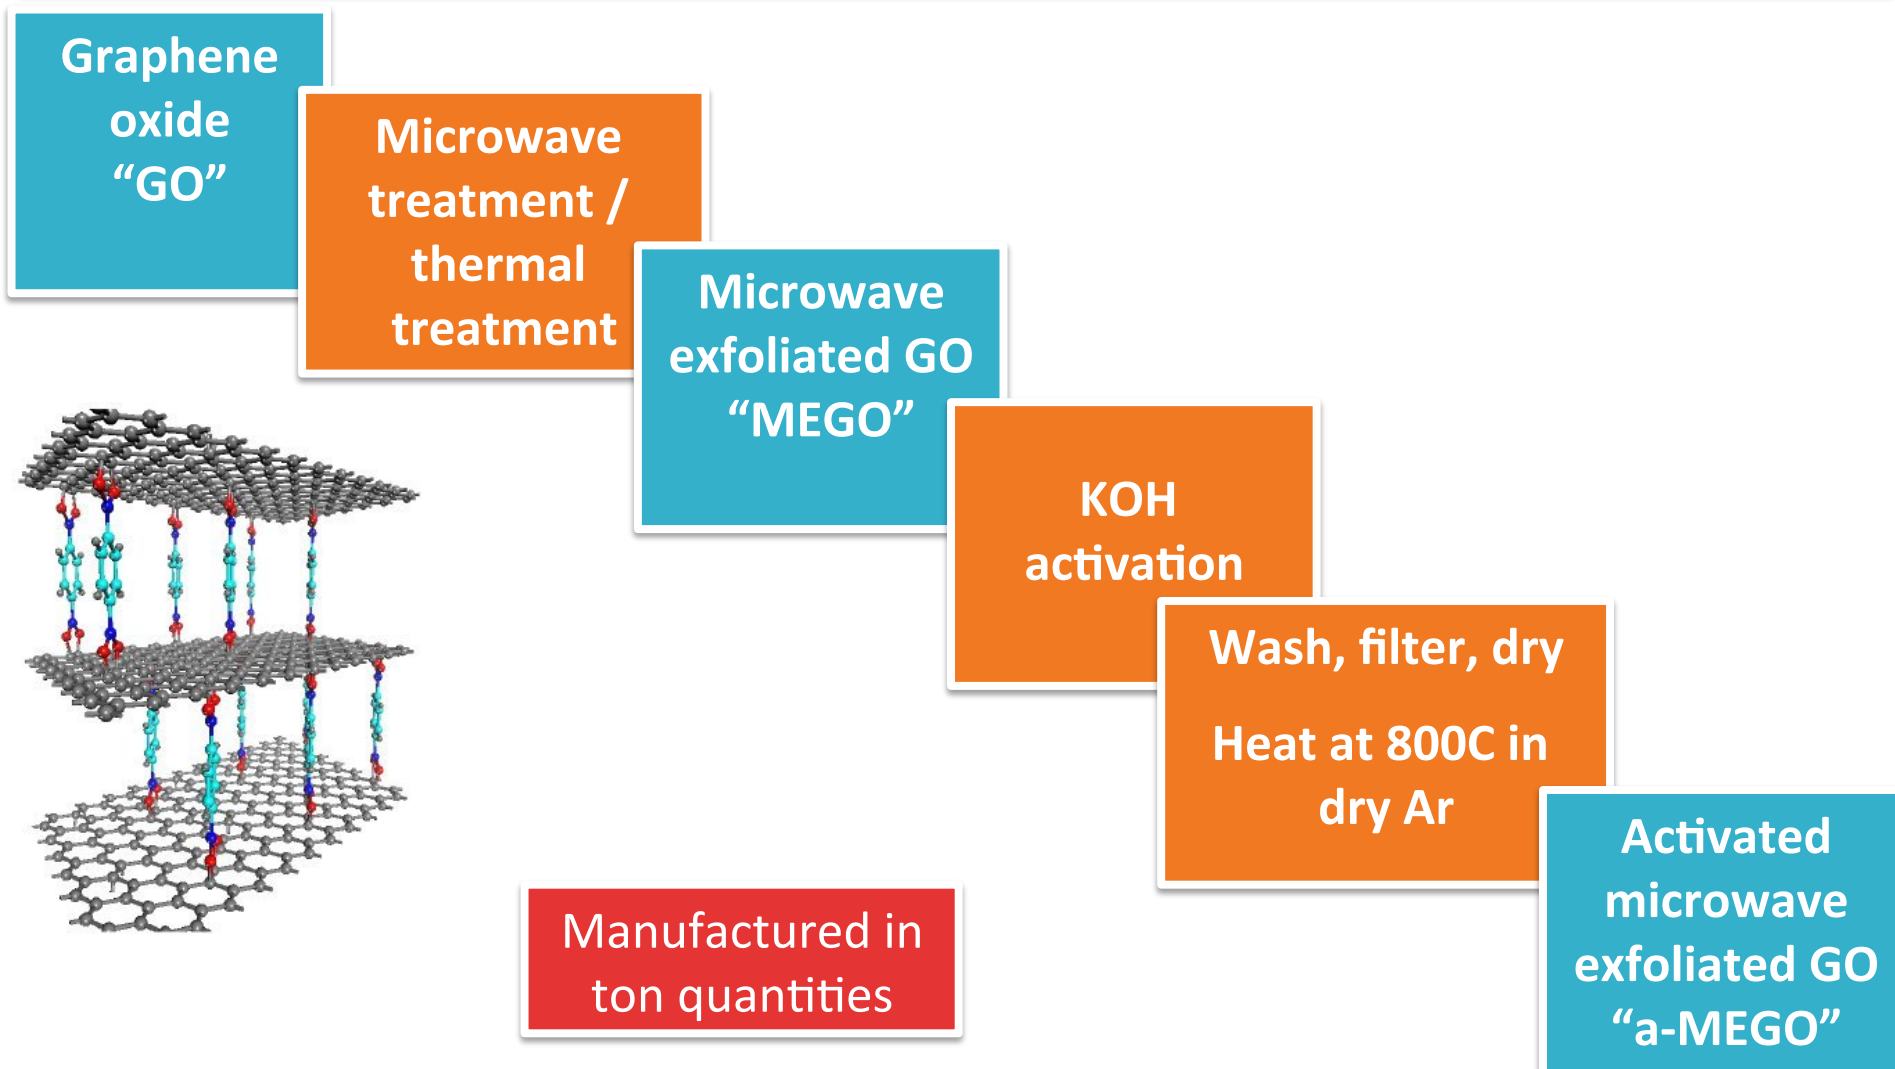 Graphene
oxide
“GO”
Microwave
treatment /
thermal
treatment
Microwave
exfoliated GO
“MEGO”
KOH
activation
Wash, filter, dry
Heat at 800C in
dry Ar
Activated
microwave
exfoliated GO
“a-MEGO”
Manufactured in
ton quantities